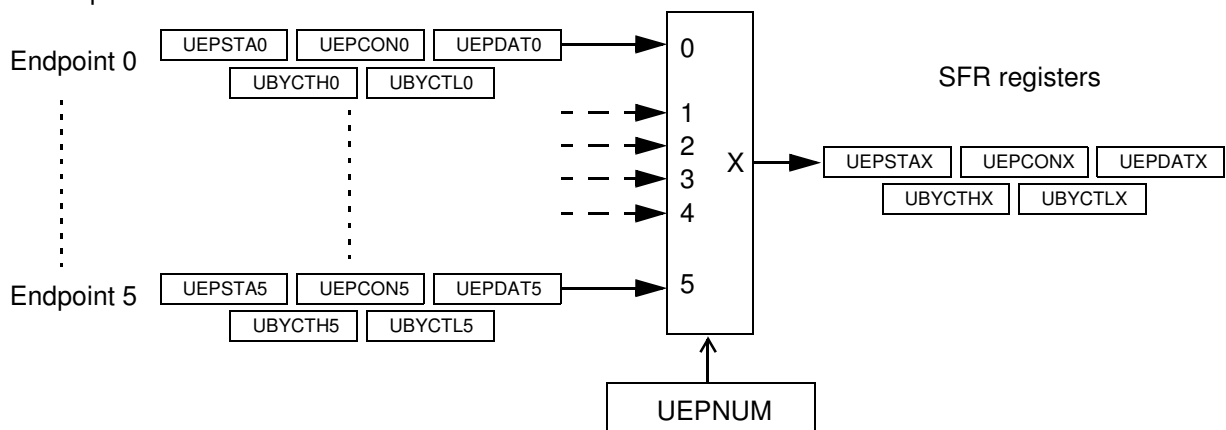 Endpoint 0
UEPSTA0 UEPCON0 UEPDAT0
UBYCTH0 UBYCTL0
0
1
2
3
4
5
X
SFR registers
UEPSTAX UEPCONX UEPDATX
UBYCTHX UBYCTLX
Endpoint 5
UEPSTA5 UEPCON5 UEPDAT5
UBYCTH5 UBYCTL5
UEPNUM